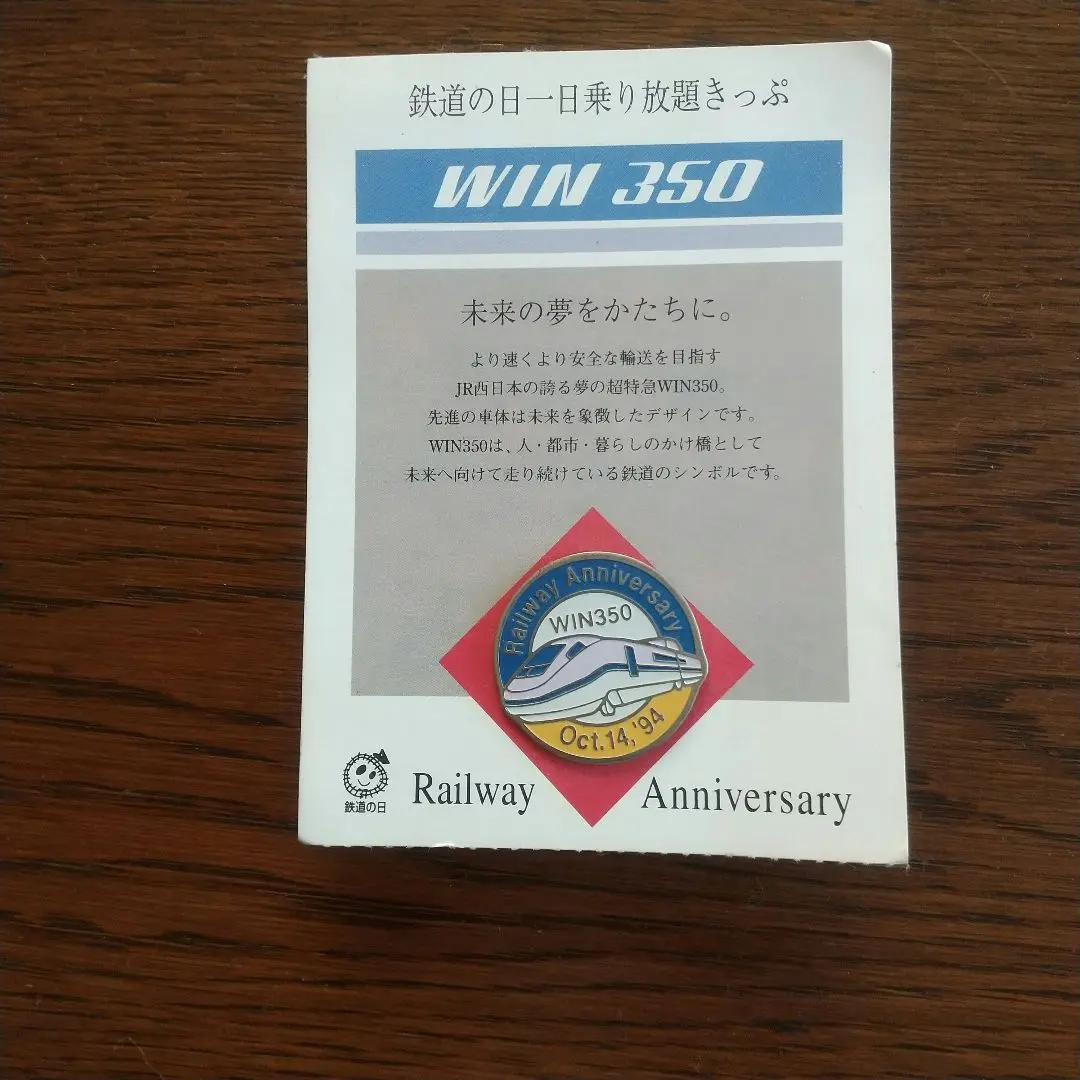 鉄道の日一日乗り放題きっぷ
WIN 350
未来の夢をかたちに。
より速くより安全な輸送を目指す
JR西日本の誇る夢の超特急WIN350。
先進の車体は未来を象徴したデザインです。
WIN350は、人・都市・暮らしのかけ橋として
未来へ向けて走り続けている鉄道のシンボルです。
Railway Anniversary
WIN350
Oct.14,'94
鉄道の日
Railway Anniversary